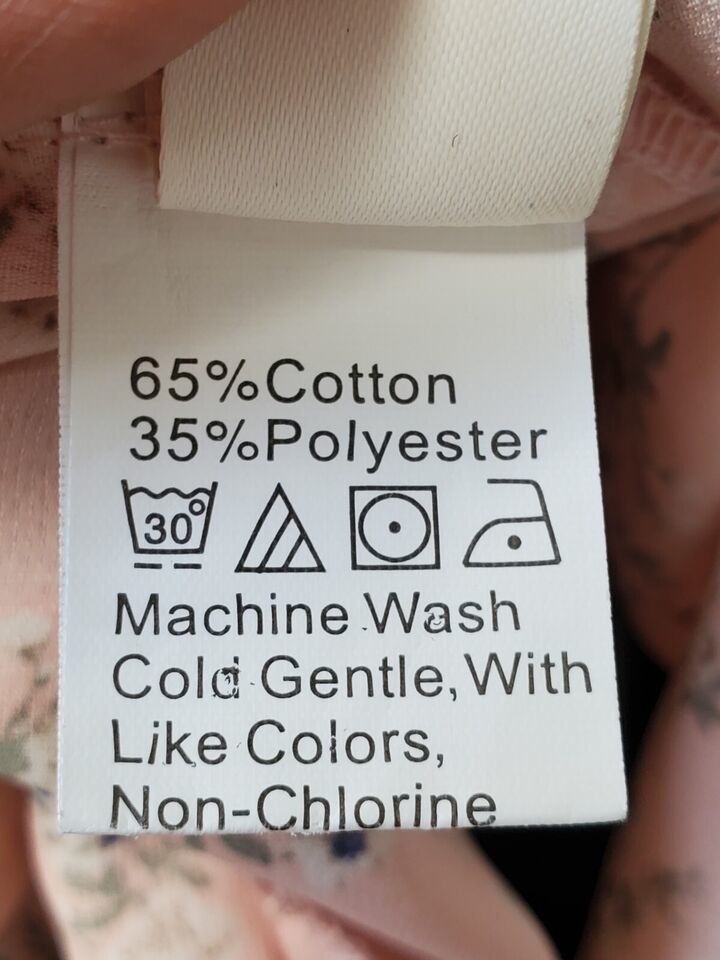 65%Cotton
35%Polyester
30°
Machine Wash
Cold Gentle, With
Like Colors,
Non-Chlorine